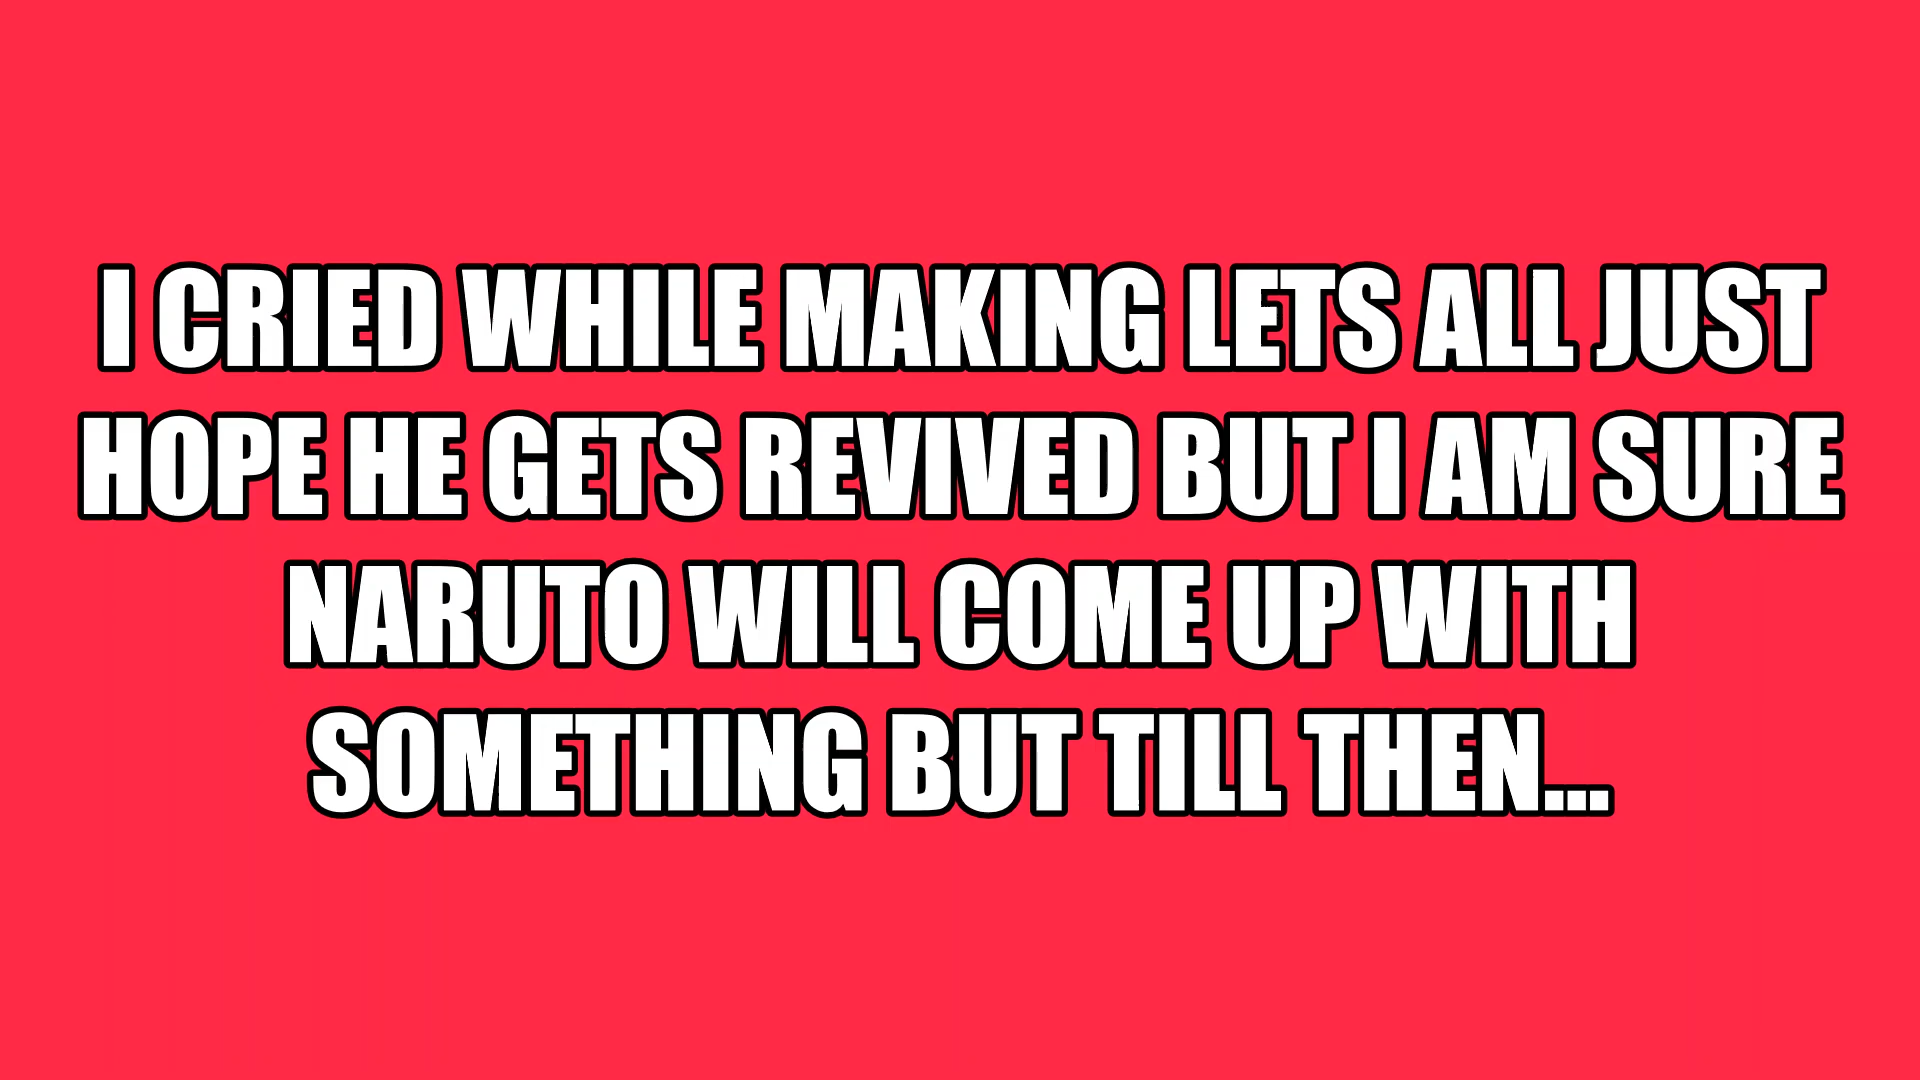 I CRIED WHILE MAKING LETS ALL JUST
HOPE HE GETS REVIVED BUT I AM SURE
NARUTO WILL COME UP WITH
SOMETHING BUT TILL THEN...